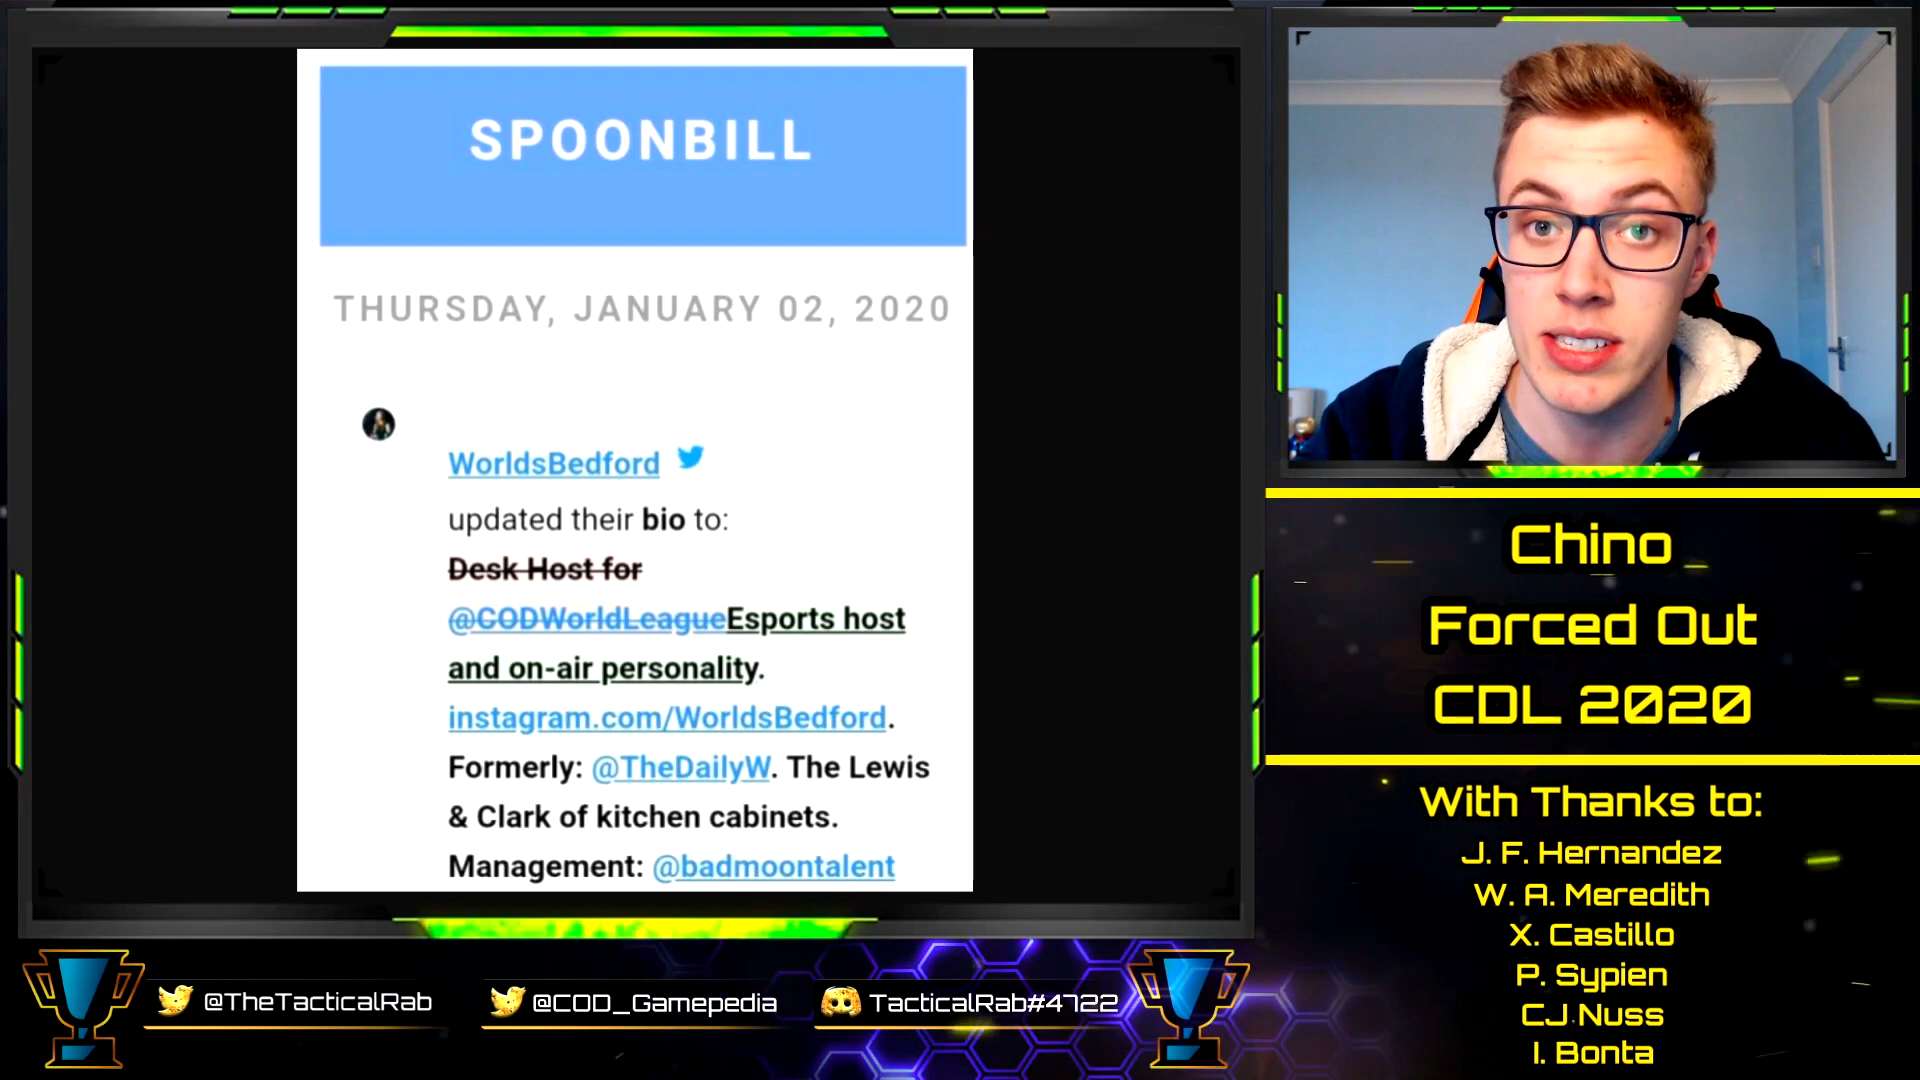 SPOONBILL
THURSDAY, JANUARY 02, 2020
WorldsBedford
updated their bio to:
Desk Host for
@CODWorldLeagueEsports host
and on-air personality.
instagram.com/WorldsBedford.
Formerly: @TheDailyW. The Lewis
& Clark of kitchen cabinets.
Management: @badmoontalent
Chino
Forced Out
CDL 2020
With Thanks to:
J. F. Hernandez
W. A. Meredith
X. Castillo
P. Sypien
CJ Nuss
I. Bonta
@TheTacticalRab
@COD_Gamepedia
TacticalRab#4722